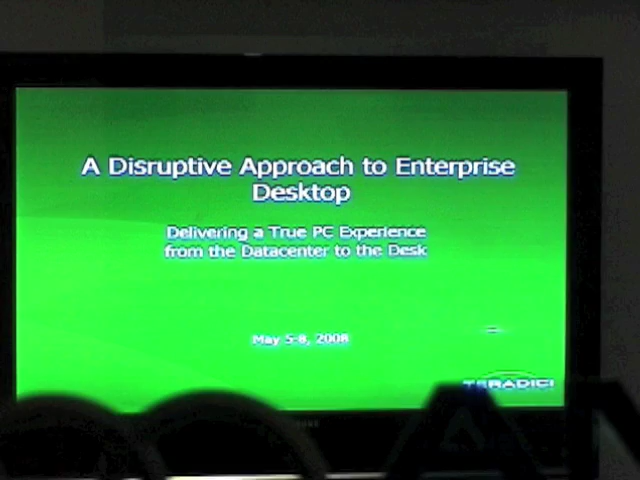 A Disruptive Approach to Enterprise
Desktop
Delivering a True PC Experience
from the Datacenter to the Desk
May 5-8, 2008
TERADICI